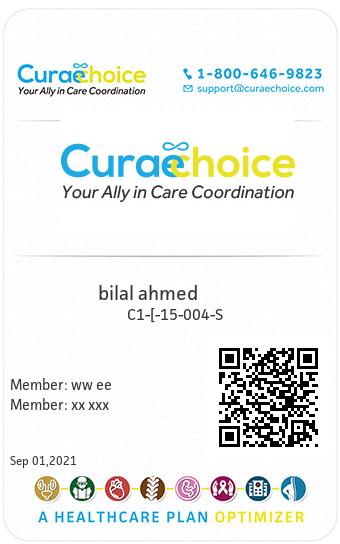 Curaechoice
Your Ally in Care Coordination
1-800-646-9823
support@curaechoice.com
Curaechoice
Your Ally in Care Coordination
bilal ahmed
C1-[-15-004-S
Member: ww ee
Member: xx xxx
Sep 01,2021
A HEALTHCARE PLAN OPTIMIZER